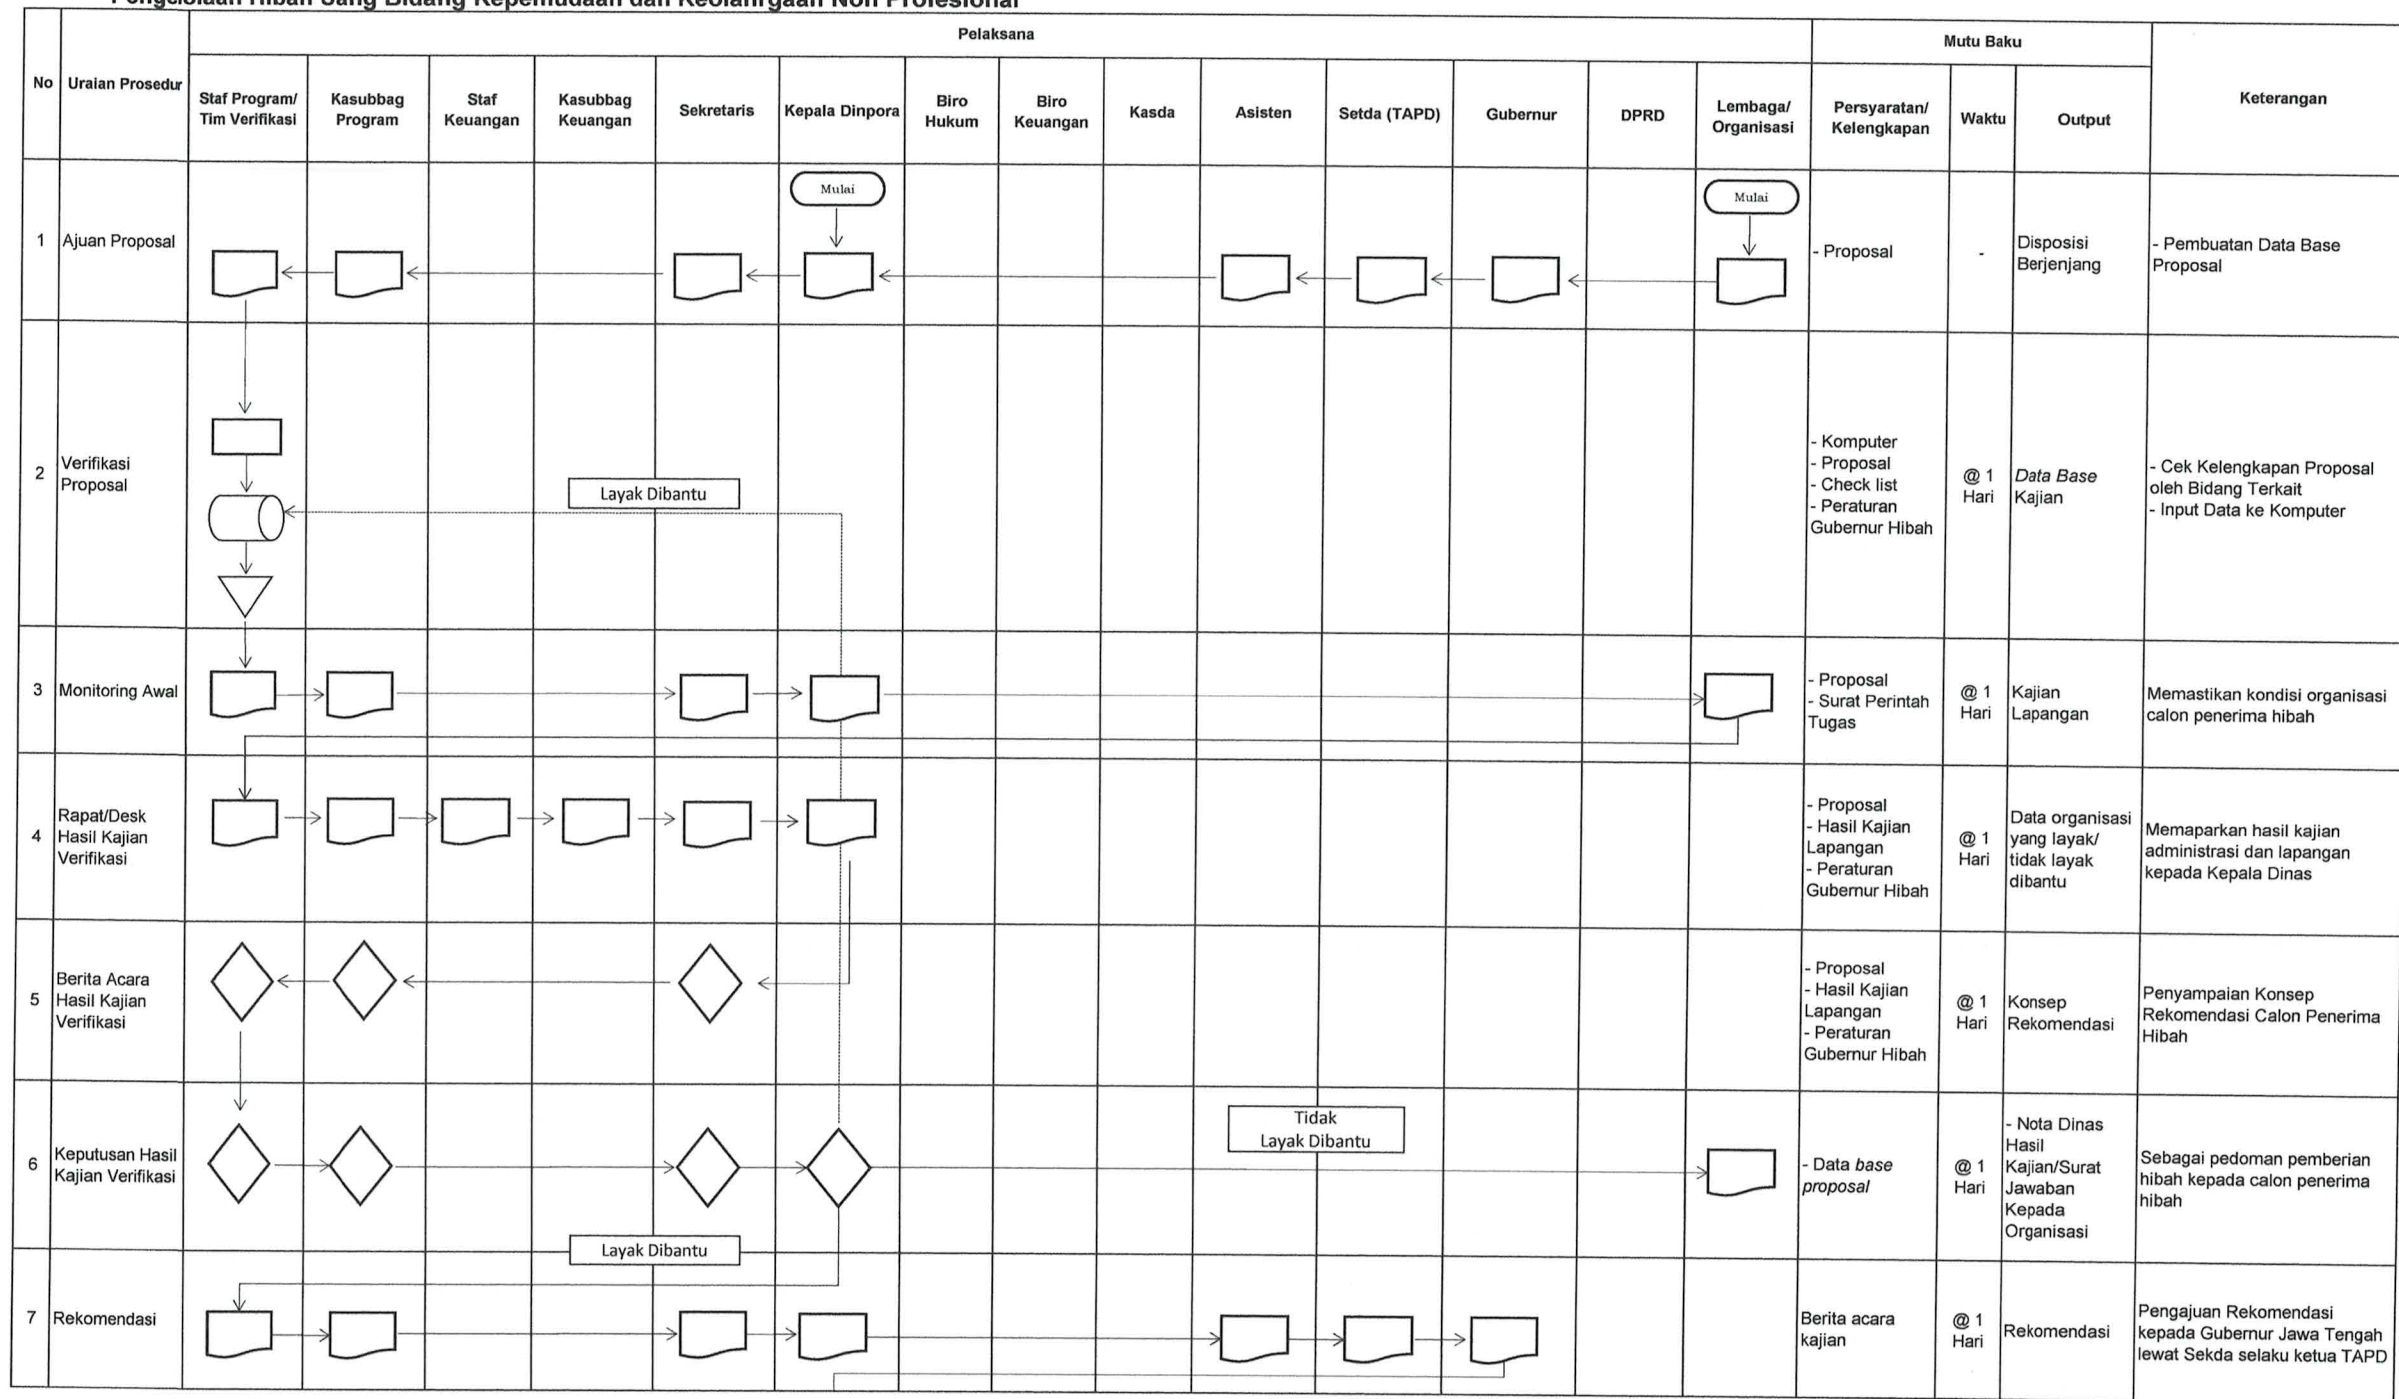 Pengelolaan Hibah Uang Bidang Kepemudaan dan Keolahrgaan Non Profesional
No
Uraian Prosedur
Pelaksana
Mutu Baku
Keterangan
Staf Program/
Tim Verifikasi
Kasubbag
Program
Staf
Keuangan
Kasubbag
Keuangan
Sekretaris
Kepala Dinpora
Biro
Hukum
Biro
Keuangan
Kasda
Asisten
Setda (TAPD)
Gubernur
DPRD
Lembaga/
Organisasi
Persyaratan/
Kelengkapan
Waktu
Output
1
Ajuan Proposal
Mulai
Mulai
- Proposal
-
Disposisi
Berjenjang
- Pembuatan Data Base
Proposal
2
Verifikasi
Proposal
Layak Dibantu
- Komputer
- Proposal
- Check list
- Peraturan
Gubernur Hibah
@ 1
Hari
Data Base
Kajian
- Cek Kelengkapan Proposal
oleh Bidang Terkait
- Input Data ke Komputer
3
Monitoring Awal
- Proposal
- Surat Perintah
Tugas
@ 1
Hari
Kajian
Lapangan
Memastikan kondisi organisasi
calon penerima hibah
4
Rapat/Desk
Hasil Kajian
Verifikasi
- Proposal
- Hasil Kajian
Lapangan
- Peraturan
Gubernur Hibah
@ 1
Hari
Data organisasi
yang layak/
tidak layak
dibantu
Memaparkan hasil kajian
administrasi dan lapangan
kepada Kepala Dinas
5
Berita Acara
Hasil Kajian
Verifikasi
- Proposal
- Hasil Kajian
Lapangan
- Peraturan
Gubernur Hibah
@ 1
Hari
Konsep
Rekomendasi
Penyampaian Konsep
Rekomendasi Calon Penerima
Hibah
6
Keputusan Hasil
Kajian Verifikasi
Tidak
Layak Dibantu
- Data base
proposal
@ 1
Hari
- Nota Dinas
Hasil
Kajian/Surat
Jawaban
Kepada
Organisasi
Sebagai pedoman pemberian
hibah kepada calon penerima
hibah
Layak Dibantu
7
Rekomendasi
Berita acara
kajian
@ 1
Hari
Rekomendasi
Pengajuan Rekomendasi
kepada Gubernur Jawa Tengah
lewat Sekda selaku ketua TAPD